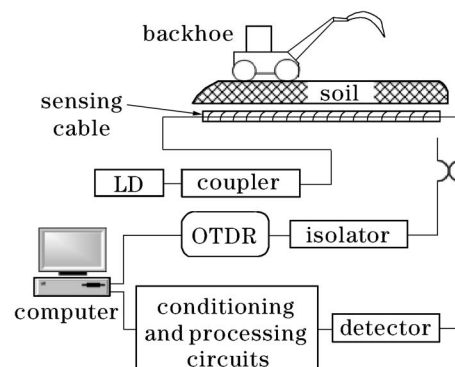 backhoe
soil
sensing
cable
LD
coupler
OTDR
isolator
computer
conditioning
and processing
circuits
detector